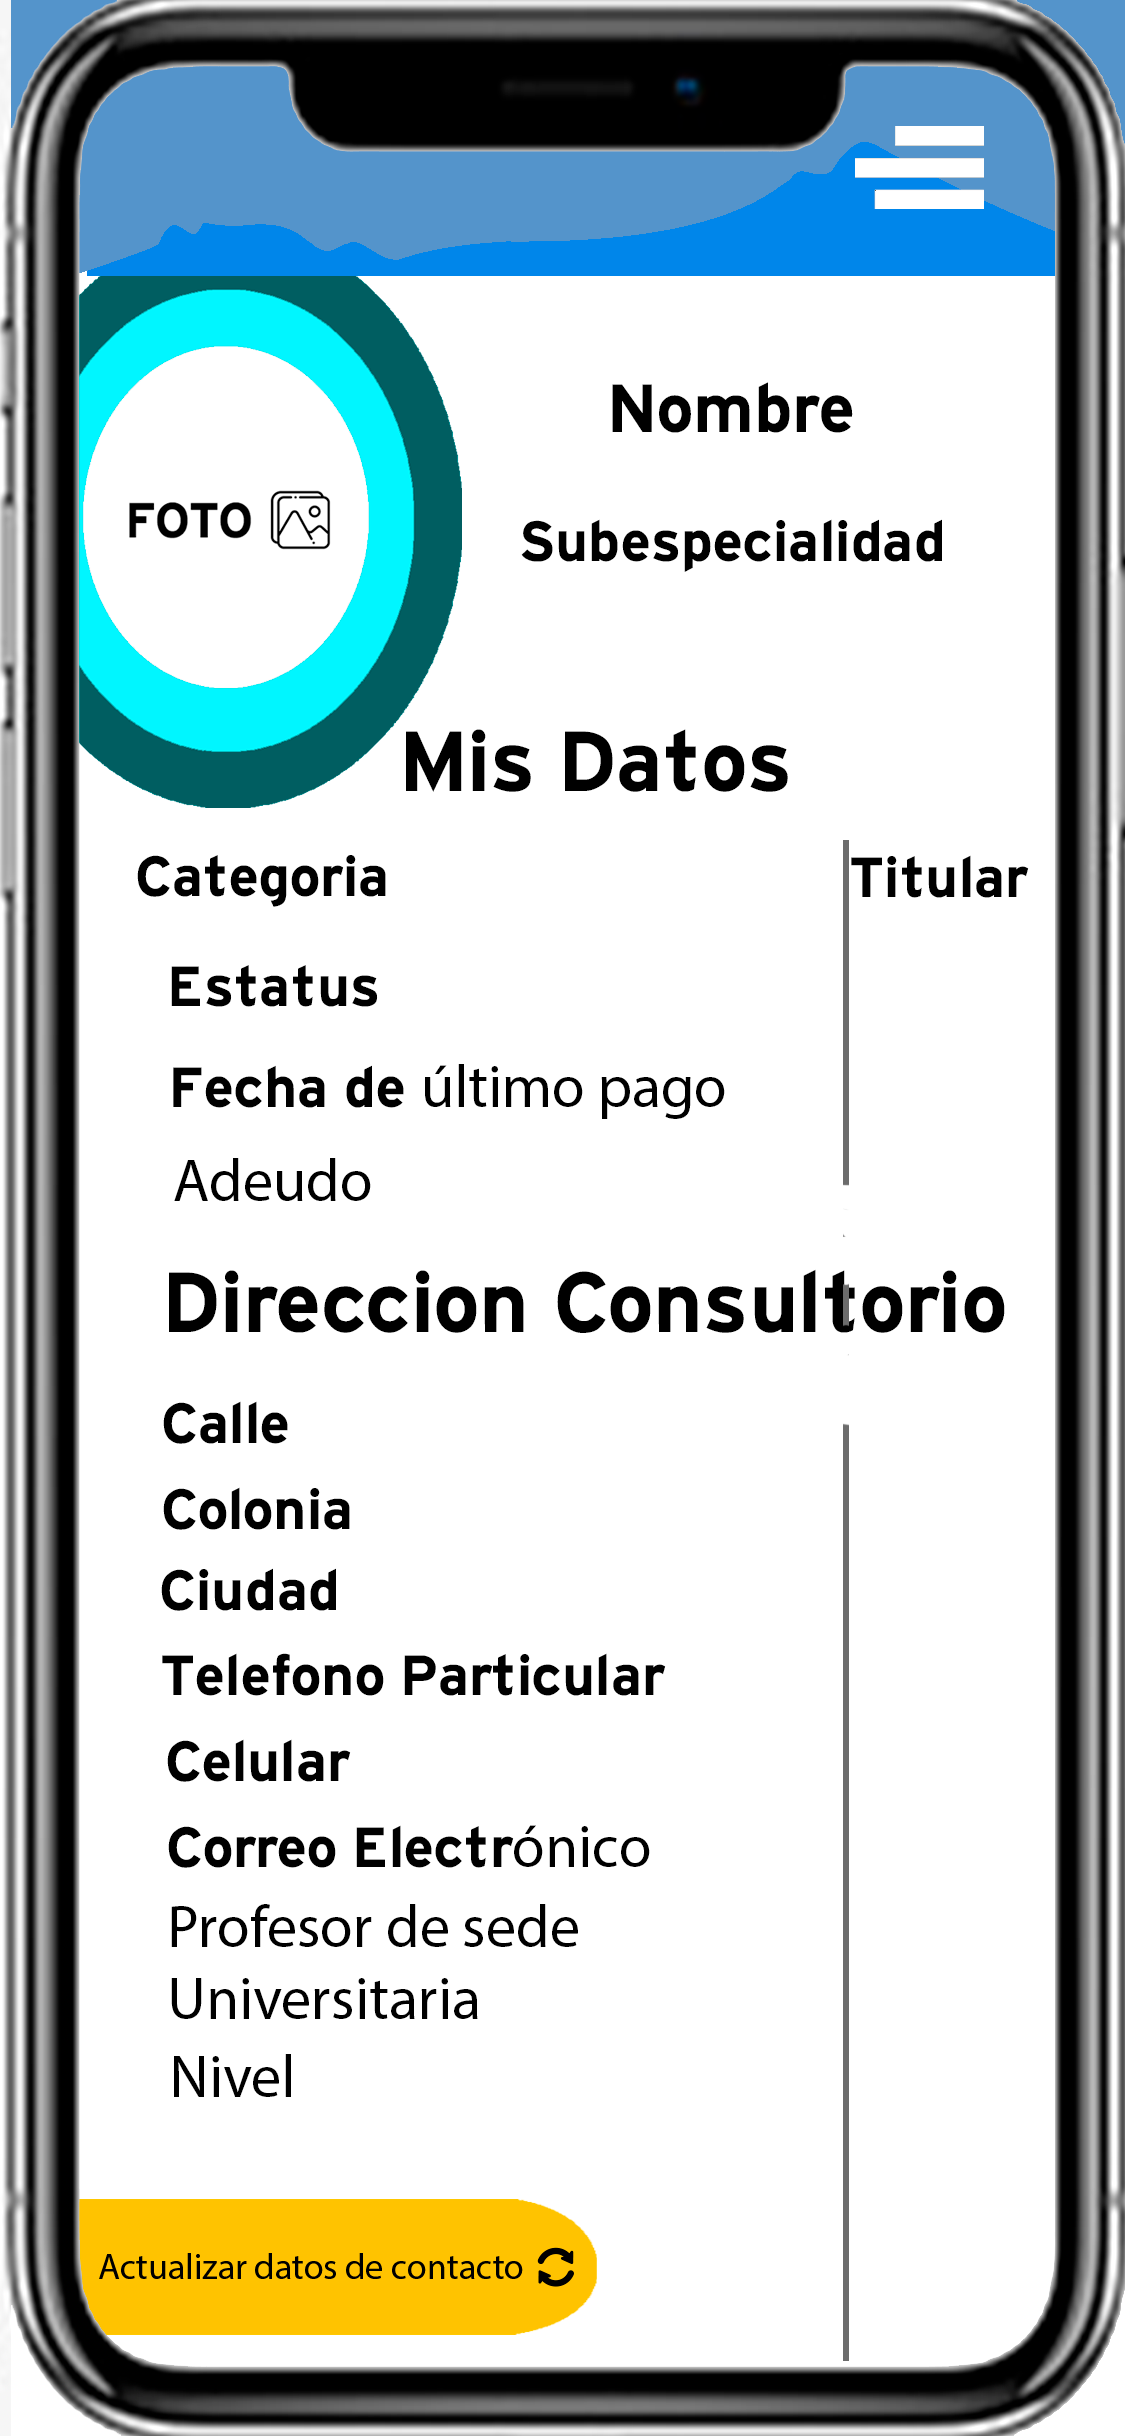 Nombre
FOTO
Subespecialidad
Mis Datos
Categoria
Titular
Estatus
Fecha de último pago
Adeudo
Direccion Consultorio
Calle
Colonia
Ciudad
Telefono Particular
Celular
Correo Electrónico
Profesor de sede
Universitaria
Nivel
Actualizar datos de contacto